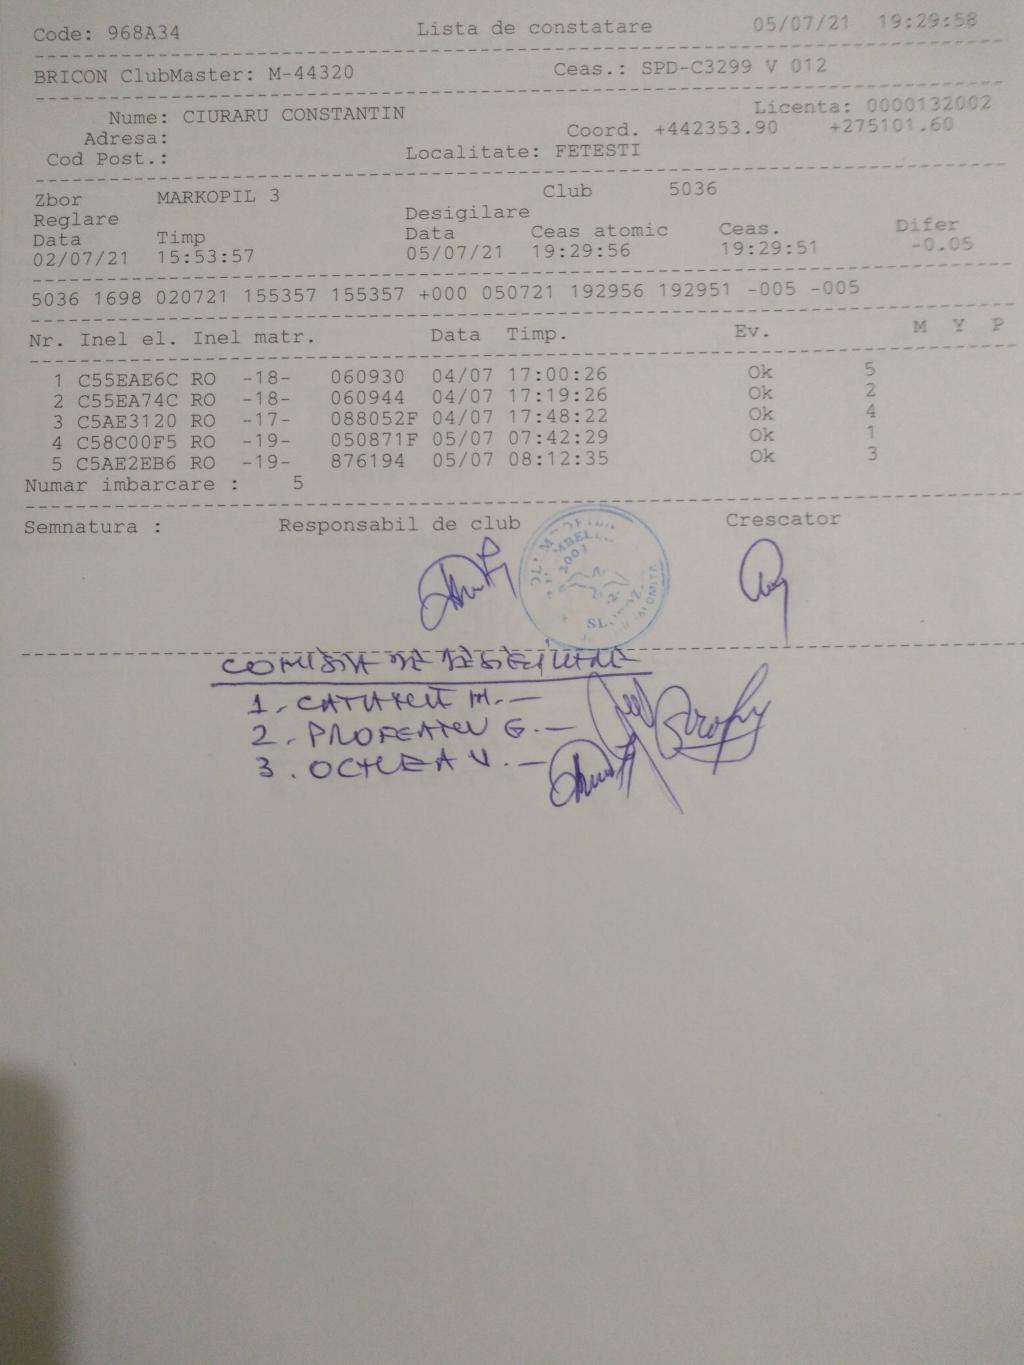 Code: 968A34 Lista de constatare 05/07/21 19:29:58
BRICON ClubMaster: M-44320 Ceas.: SPD-C3299 V 012
Nume: CIURARU CONSTANTIN Licenta: 0000132002
Adresa: Coord. +442353.90 +275101.60
Cod Post.: Localitate: FETESTI
Zbor MARKOPIL 3 Club 5036
Reglare Desigilare
Data Timp Data Ceas atomic Ceas. Difer
02/07/21 15:53:57 05/07/21 19:29:56 19:29:51 -0.05
5036 1698 020721 155357 155357 +000 050721 192956 192951 -005 -005
Nr. Inel el. Inel matr. Data Timp. Ev. M Y P
1 C55EAE6C RO -18- 060930 04/07 17:00:26 Ok 5
2 C55EA74C RO -18- 060944 04/07 17:19:26 Ok 2
3 C5AE3120 RO -17- 088052F 04/07 17:48:22 Ok 4
4 C58C00F5 RO -19- 050871F 05/07 07:42:29 Ok 1
5 C5AE2EB6 RO -19- 876194 05/07 08:12:35 Ok 3
Numar imbarcare : 5
Semnatura : Responsabil de club Crescator
2001
COMISIA DE DESIGILARE
1. M.-
2. PROFEANU G.-
3. OCHLEA V.-